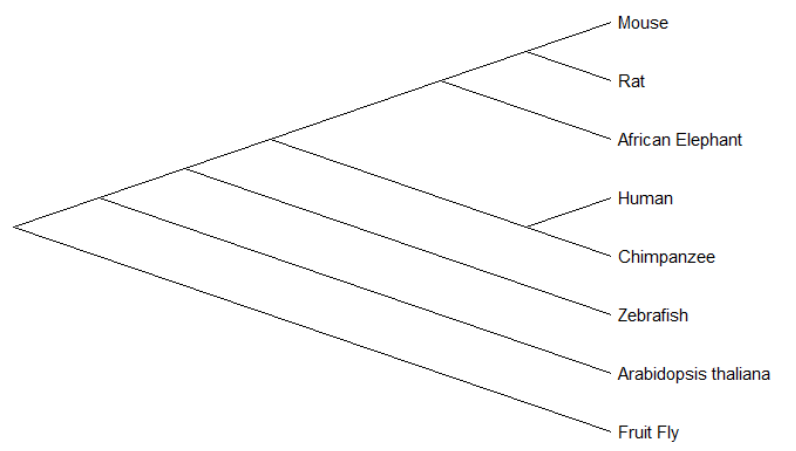 Mouse
Rat
African Elephant
Human
Chimpanzee
Zebrafish
Arabidopsis thaliana
Fruit Fly